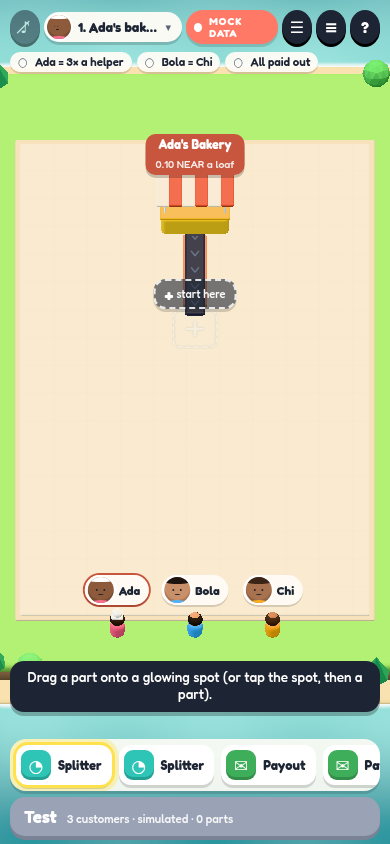 1. Ada's bak...
MOCK DATA
?
Ada = 3x a helper
Bola = Chi
All paid out
Ada's Bakery
0.10 NEAR a loaf
+ start here
Ada
Bola
Chi
Drag a part onto a glowing spot (or tap the spot, then a
part).
Splitter
Splitter
Payout
Pa
Test
3 customers · simulated · 0 parts